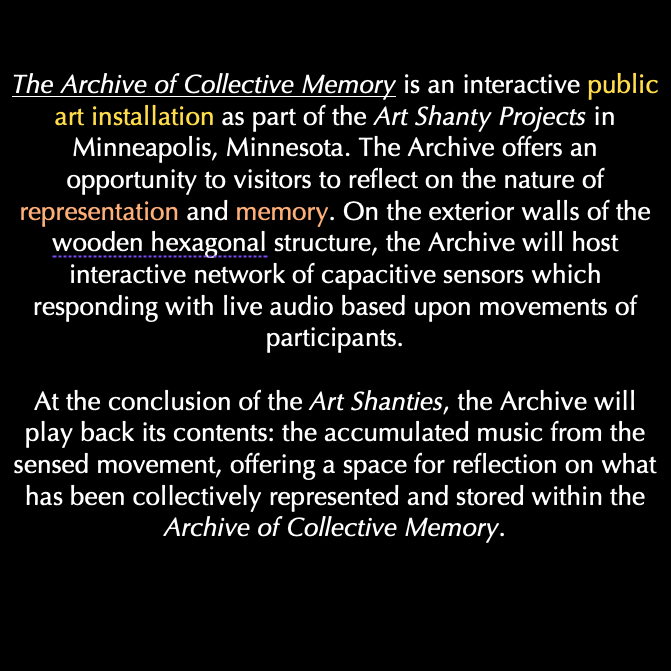 The Archive of Collective Memory is an interactive public
art installation as part of the Art Shanty Projects in
Minneapolis, Minnesota. The Archive offers an
opportunity to visitors to reflect on the nature of
representation and memory. On the exterior walls of the
wooden hexagonal structure, the Archive will host
interactive network of capacitive sensors which
responding with live audio based upon movements of
participants.
At the conclusion of the Art Shanties, the Archive will
play back its contents: the accumulated music from the
sensed movement, offering a space for reflection on what
has been collectively represented and stored within the
Archive of Collective Memory.